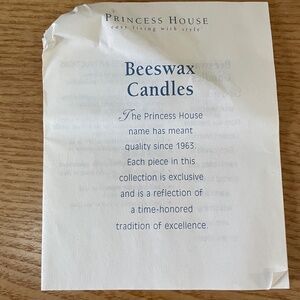 PRINCESS HOUSE
easy living with style
Beeswax
Candles
The Princess House
name has meant
quality since 1963.
Each piece in this
collection is exclusive
and is a reflection of
a time-honored
tradition of excellence.